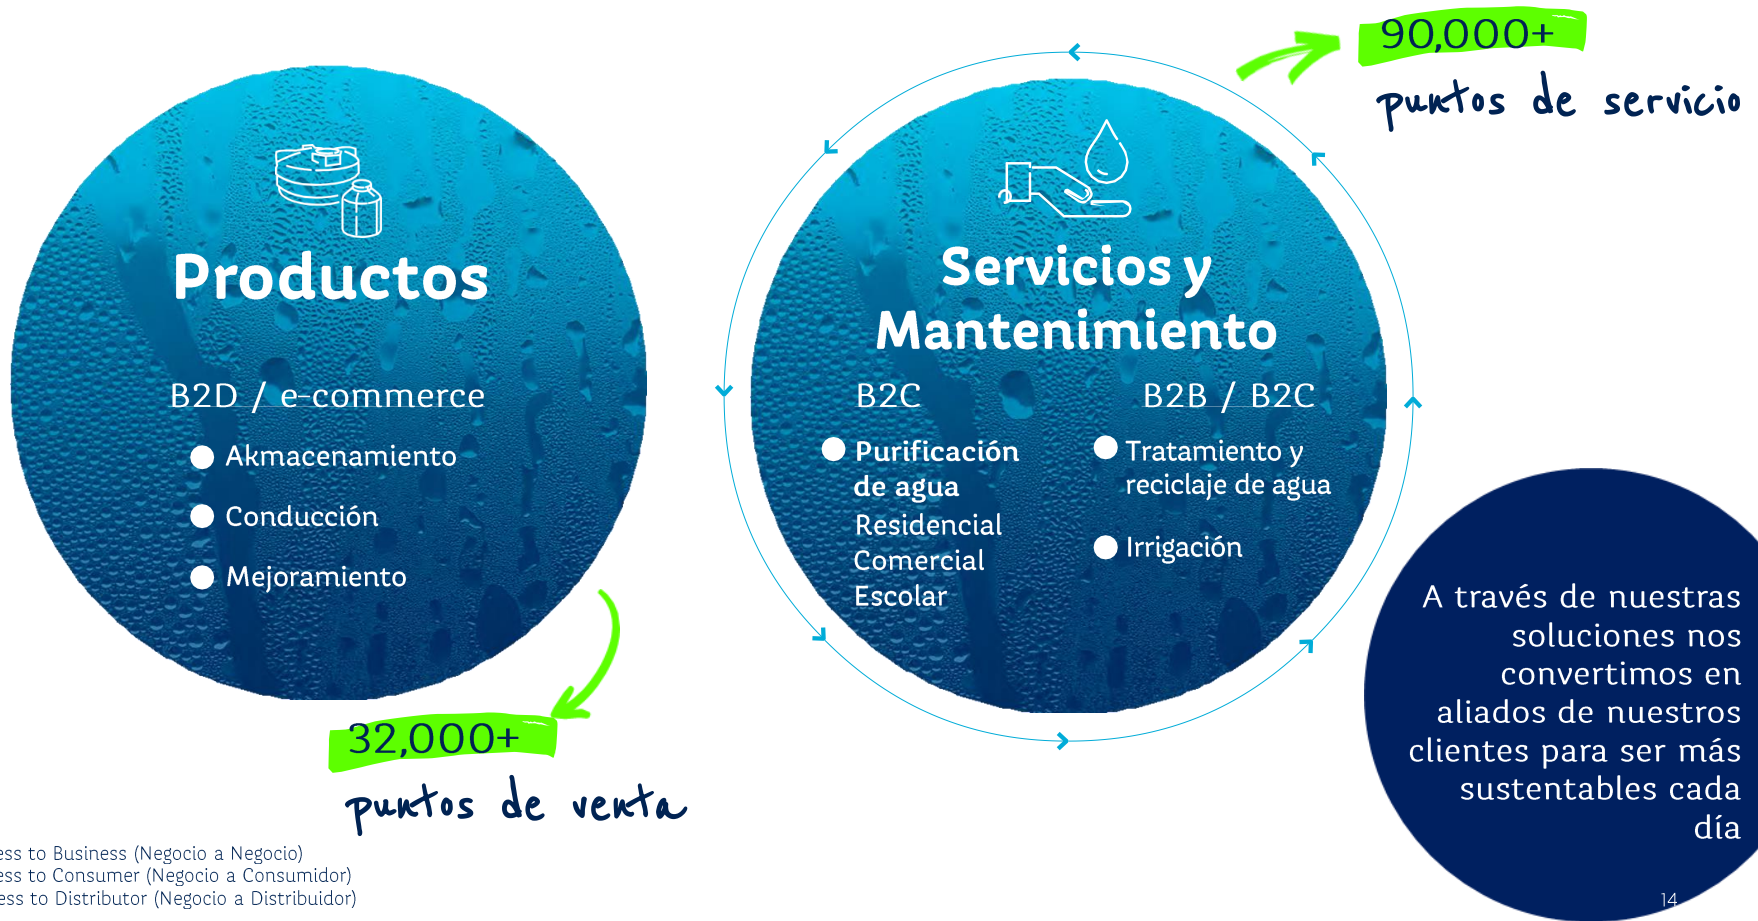 Productos
B2D / e-commerce
Akmacenamiento
Conducción
Mejoramiento
32,000+
puntos de venta
90,000+
puntos de servicio
Servicios y
Mantenimiento
B2C
Purificación
de agua
Residencial
Comercial
Escolar
B2B / B2C
Tratamiento y
reciclaje de agua
Irrigación
A través de nuestras
soluciones nos
convertimos en
aliados de nuestros
clientes para ser más
sustentables cada
día
ess to Business (Negocio a Negocio)
ess to Consumer (Negocio a Consumidor)
ess to Distributor (Negocio a Distribuidor)
14